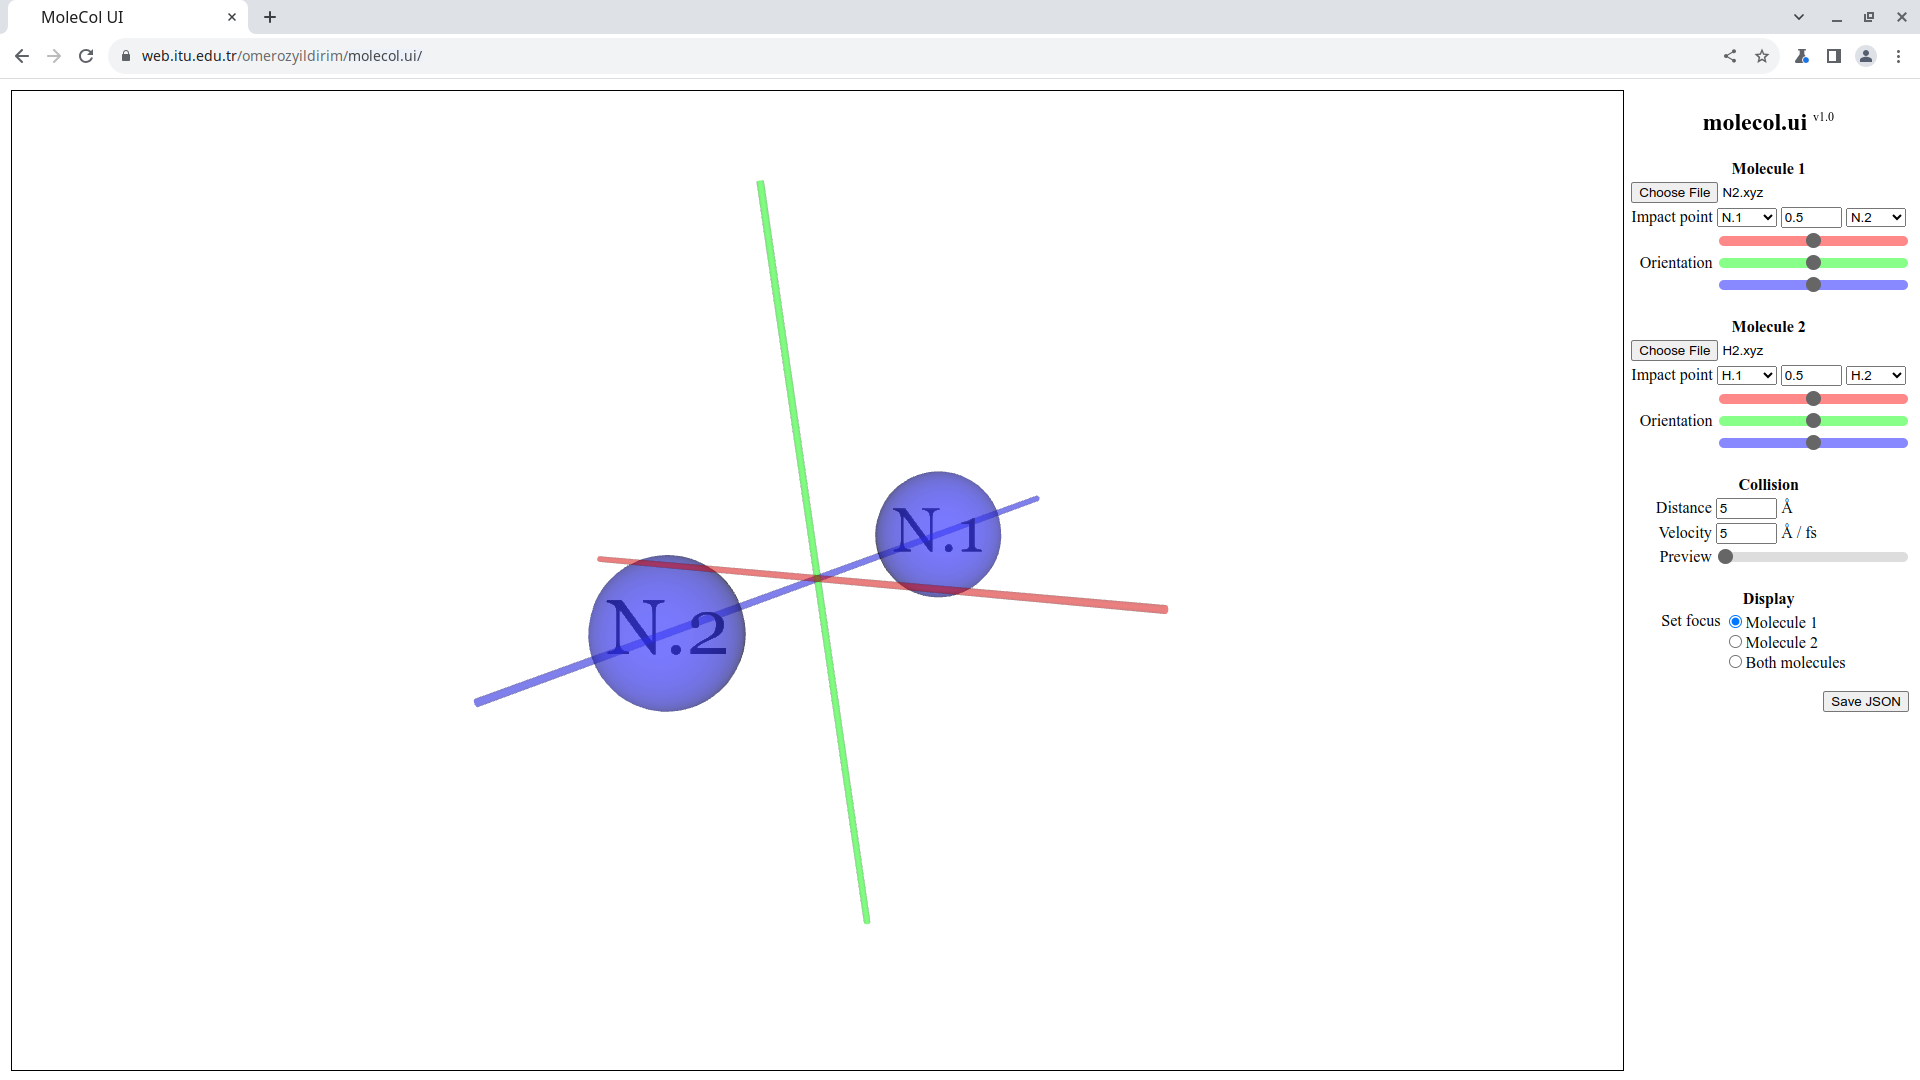 MoleCol UI
web.itu.edu.tr/omerozyildirim/molecol.ui/
N.1
N.2
molecol.ui v1.0
Molecule 1
Choose File N2.xyz
Impact point N.1 0.5 N.2
Orientation
Molecule 2
Choose File H2.xyz
Impact point H.1 0.5 H.2
Orientation
Collision
Distance 5 Å
Velocity 5 Å / fs
Preview
Display
Set focus Molecule 1
Molecule 2
Both molecules
Save JSON